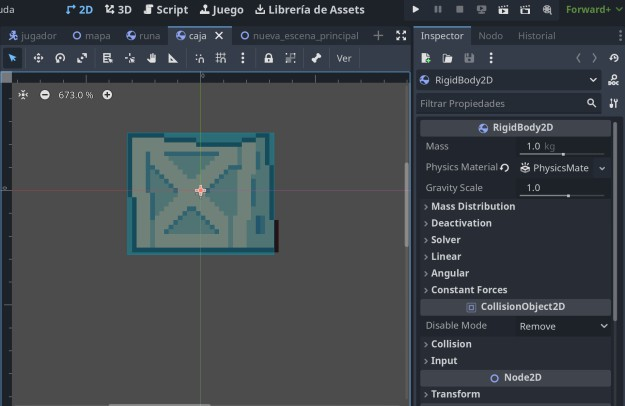 uda
2D
3D
Script
Juego
Librería de Assets
Forward+
jugador
mapa
runa
caja
nueva_escena_principal
Inspector
Nodo
Historial
Ver
RigidBody2D
673.0 %
Filtrar Propiedades
RigidBody2D
Mass
1.0 kg
Physics Material
PhysicsMate
Gravity Scale
1.0
Mass Distribution
Deactivation
Solver
Linear
Angular
Constant Forces
CollisionObject2D
Disable Mode
Remove
Collision
Input
Node2D
Transform